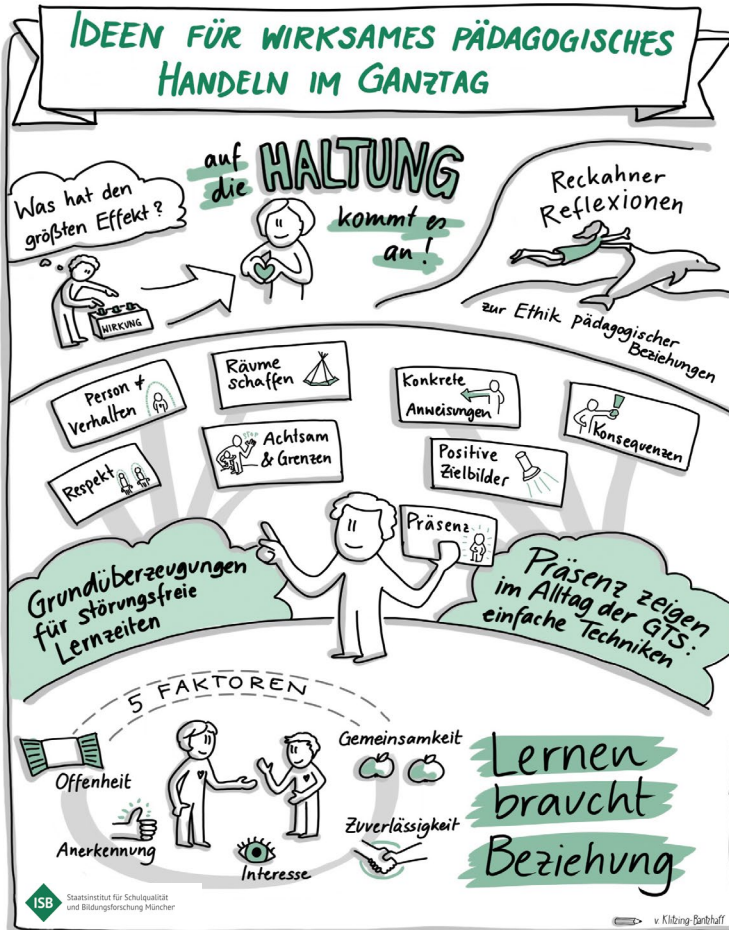 IDEEN FÜR WIRKSAMES PÄDAGOGISCHES
HANDELN IM GANZTAG
Was hat den
größten Effekt?
WIRKUNG
auf
die HALTUNG
kommt es
an!
Reckahner
Reflexionen
zur Ethik pädagogischer
Beziehungen
Person ≠
Verhalten
Räume
schaffen
Respekt
Achtsam
& Grenzen
Konkrete
Anweisungen
Konsequenzen
Positive
Zielbilder
Präsenz
Grundüberzeugungen
für störungsfreie
Lernzeiten
Präsenz zeigen
im Alltag der GTS:
einfache Techniken
5 FAKTOREN
Offenheit
Anerkennung
Interesse
Gemeinsamkeit
Zuverlässigkeit
Lernen
braucht
Beziehung
ISB
Staatsinstitut für Schulqualität
und Bildungsforschung München
v. Klitzing-Bantzhaff